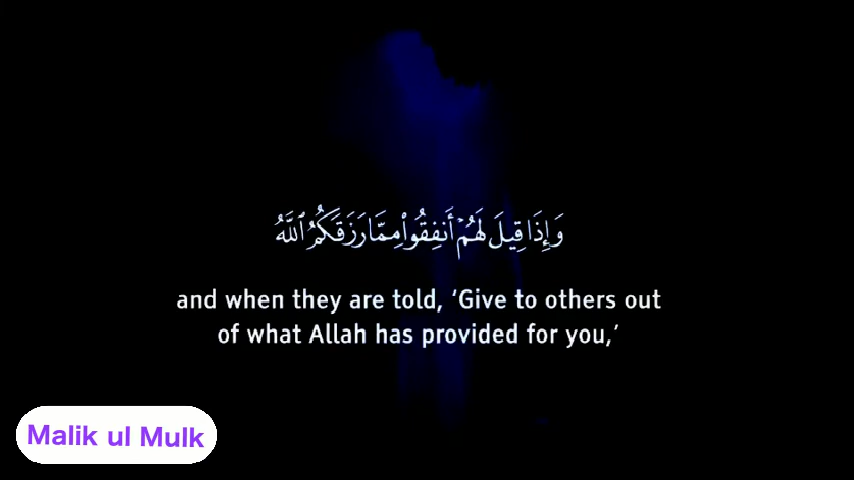 وَإِذَا قِيلَ لَهُمْ أَنفِقُوا۟ مِمَّا رَزَقَكُمُ ٱللَّهُ
and when they are told, ‘Give to others out
of what Allah has provided for you,’
Malik ul Mulk